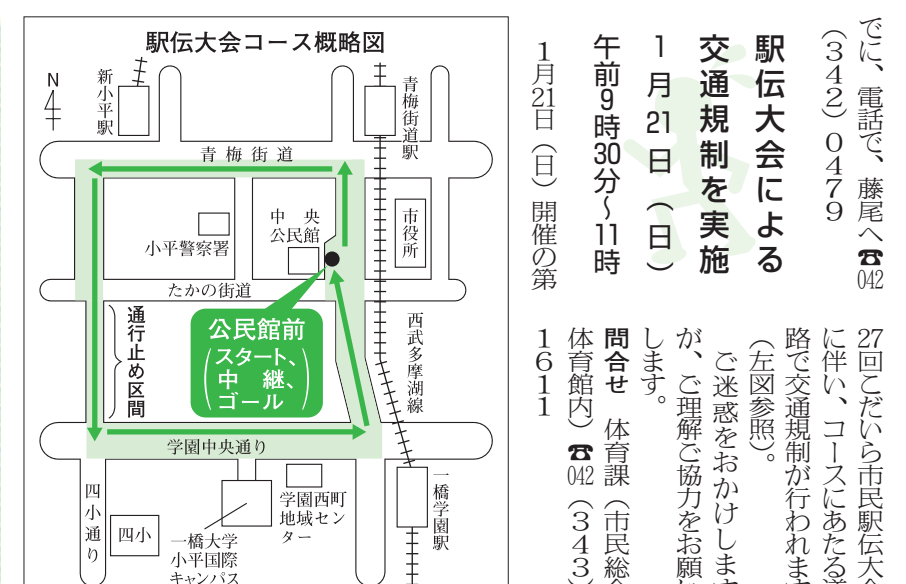 でに、電話で、藤尾へ☎042
(342)0479
駅伝大会による
交通規制を実施
1月21日(日)
午前9時30分〜11時
1月21日(日)開催の第
27回こだいら市民駅伝大会
に伴い、コースにあたる道
路で交通規制が行われます
(左図参照)。
ご迷惑をおかけします
が、ご理解ご協力をお願い
します。
問合せ 体育課(市民総合
体育館内)☎042(343)
1611
駅伝大会コース概略図
N
新小平駅
青梅街道駅
青梅街道
中央
公民館
市役所
小平警察署
たかの街道
通行止め区間
公民館前
(スタート、
中継、
ゴール)
西武多摩湖線
学園中央通り
四小通り
四小
一橋大学
小平国際
キャンパス
学園西町
地域セン
ター
一橋学園駅